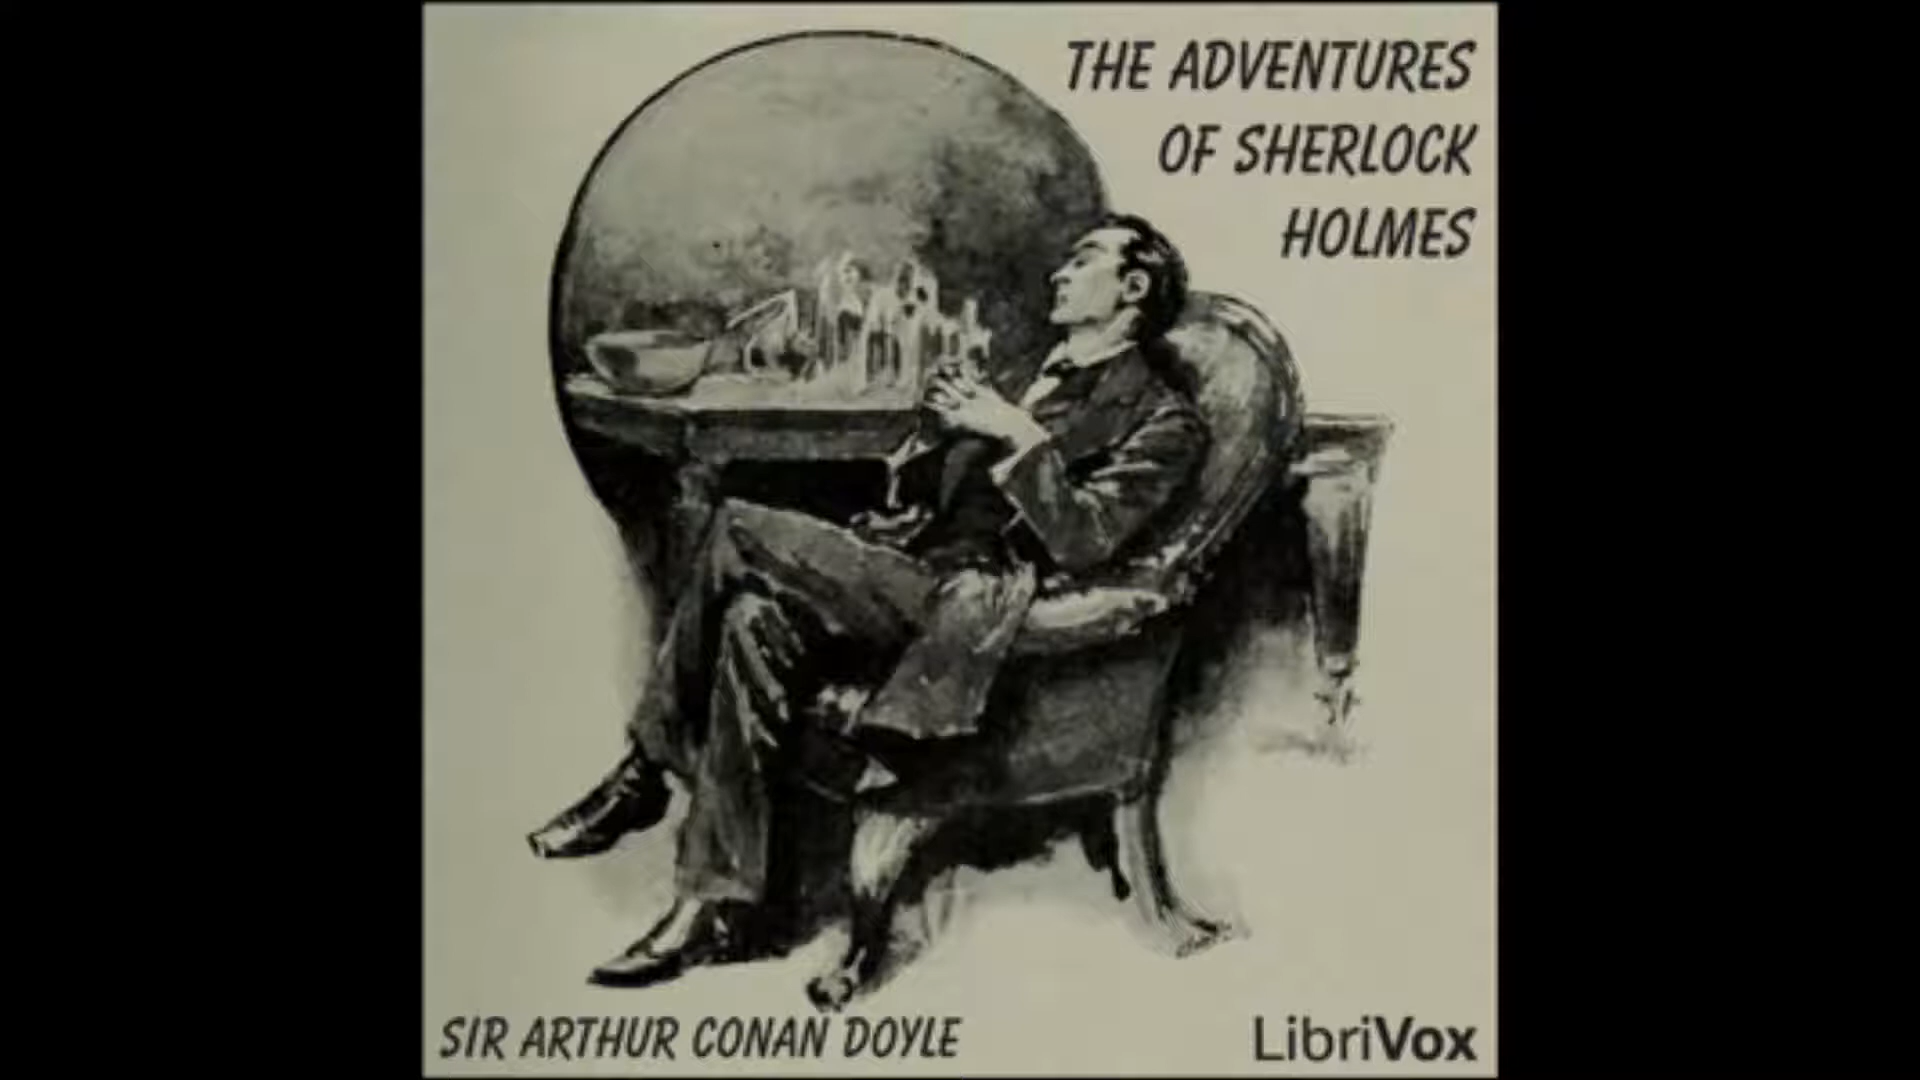 THE ADVENTURES
OF SHERLOCK
HOLMES
SIR ARTHUR CONAN DOYLE
LibriVox